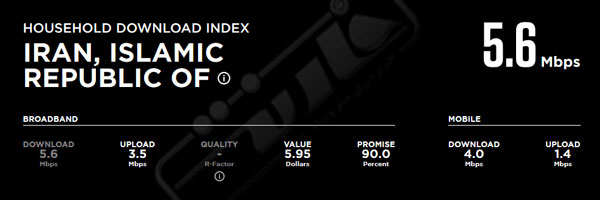 HOUSEHOLD DOWNLOAD INDEX
IRAN, ISLAMIC
REPUBLIC OF
5.6 Mbps
BROADBAND
DOWNLOAD
5.6
Mbps
UPLOAD
3.5
Mbps
QUALITY
-
R-Factor
VALUE
5.95
Dollars
PROMISE
90.0
Percent
MOBILE
DOWNLOAD
4.0
Mbps
UPLOAD
1.4
Mbps